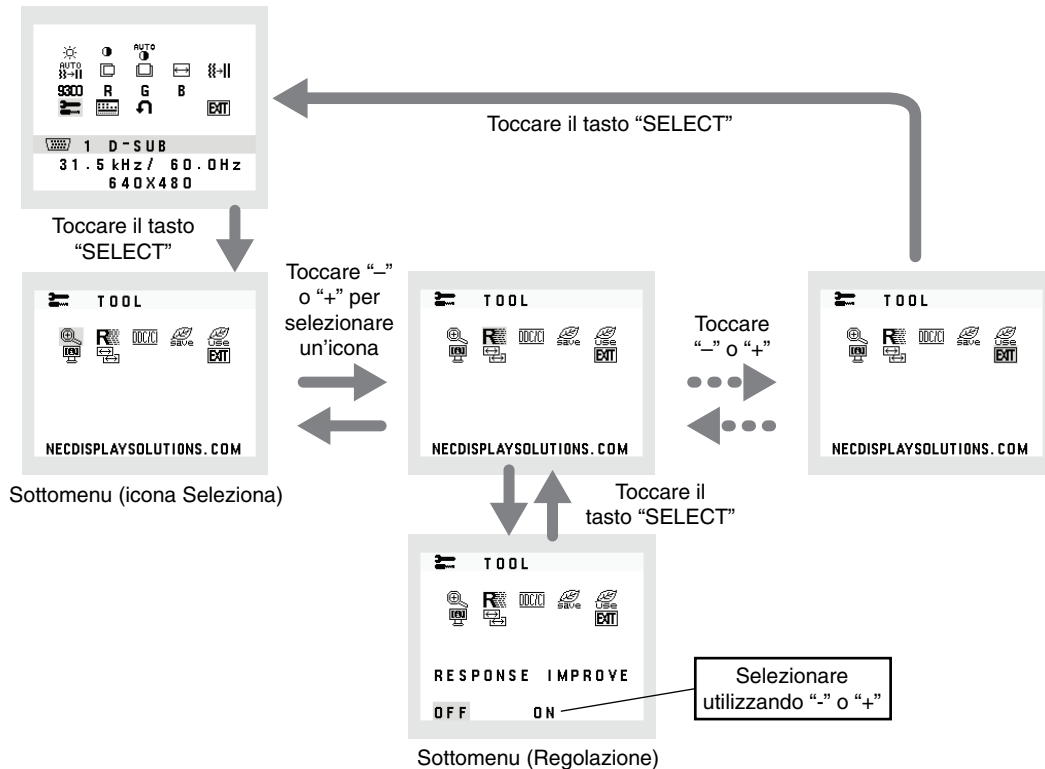 AUTO
AUTO
9300 R G B
EXIT
1 D-SUB
31.5 kHz/ 60.0Hz
640X480
Toccare il tasto “SELECT”
Toccare il tasto
“SELECT”
TOOL
R DDC/CI save use
EXIT
NECDISPLAYSOLUTIONS.COM
Sottomenu (icona Seleziona)
Toccare “–”
o “+” per
selezionare
un’icona
TOOL
R DDC/CI save use
EXIT
NECDISPLAYSOLUTIONS.COM
Toccare
“–” o “+”
TOOL
R DDC/CI save use
EXIT
NECDISPLAYSOLUTIONS.COM
Toccare il
tasto “SELECT”
TOOL
R DDC/CI save use
EXIT
RESPONSE IMPROVE
OFF ON
Selezionare
utilizzando “-” o “+”
Sottomenu (Regolazione)